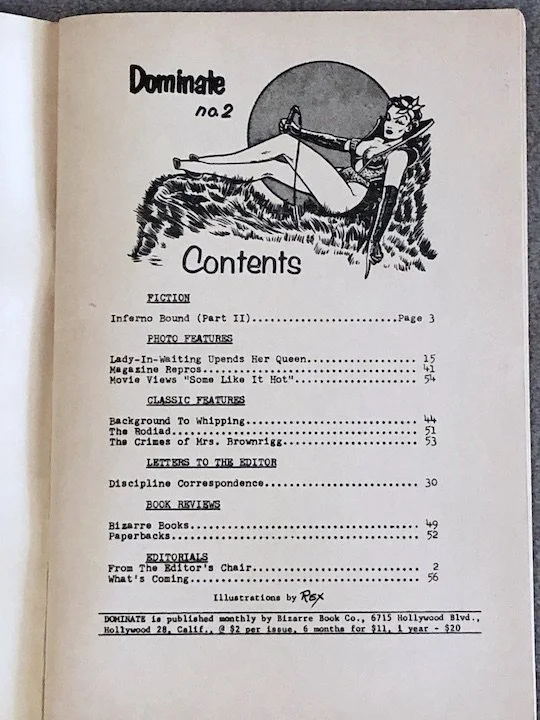 Dominate
no. 2
Contents
FICTION
Inferno Bound (Part II)..........................Page 3
PHOTO FEATURES
Lady-In-Waiting Upends Her Queen.................... 15
Magazine Repros..................................... 41
Movie Views "Some Like It Hot"...................... 54
CLASSIC FEATURES
Background To Whipping.............................. 44
The Rodiad.......................................... 51
The Crimes of Mrs. Brownrigg........................ 53
LETTERS TO THE EDITOR
Discipline Correspondence........................... 30
BOOK REVIEWS
Bizarre Books....................................... 49
Paperbacks.......................................... 52
EDITORIALS
From The Editor's Chair............................. 2
What's Coming....................................... 56
Illustrations by REX
DOMINATE is published monthly by Bizarre Book Co., 6715 Hollywood Blvd.,
Hollywood 28, Calif., @ $2 per issue, 6 months for $11, 1 year - $20